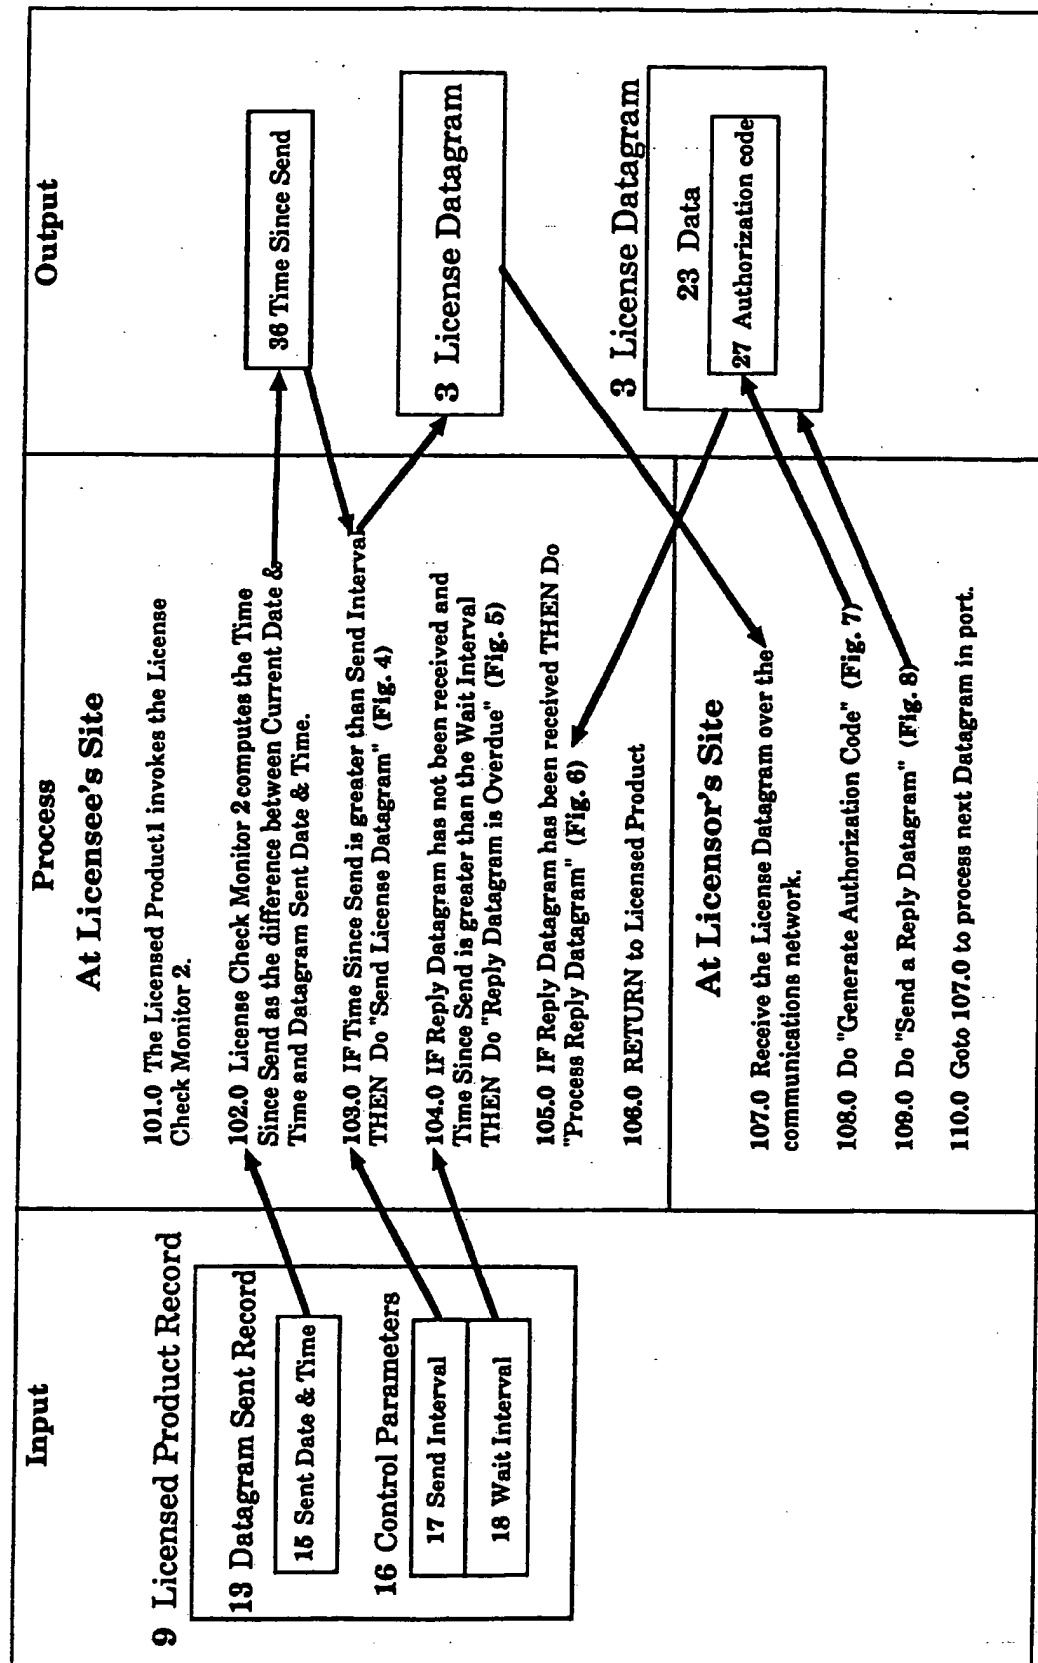 Input
9 Licensed Product Record
13 Datagram Sent Record
15 Sent Date & Time
16 Control Parameters
17 Send Interval
18 Wait Interval
Process
At Licensee's Site
101.0 The Licensed Product1 invokes the License
Check Monitor 2.
102.0 License Check Monitor 2 computes the Time
Since Send as the difference between Current Date &
Time and Datagram Sent Date & Time.
103.0 IF Time Since Send is greater than Send Interval
THEN Do "Send License Datagram" (Fig. 4)
104.0 IF Reply Datagram has not been received and
Time Since Send is greater than the Wait Interval
THEN Do "Reply Datagram is Overdue" (Fig. 5)
105.0 IF Reply Datagram has been received THEN Do
"Process Reply Datagram" (Fig. 6)
106.0 RETURN to Licensed Product
At Licensor's Site
107.0 Receive the License Datagram over the
communications network.
108.0 Do "Generate Authorization Code" (Fig. 7)
109.0 Do "Send a Reply Datagram" (Fig. 8)
110.0 Goto 107.0 to process next Datagram in port.
Output
36 Time Since Send
3 License Datagram
3 License Datagram
23 Data
27 Authorization code